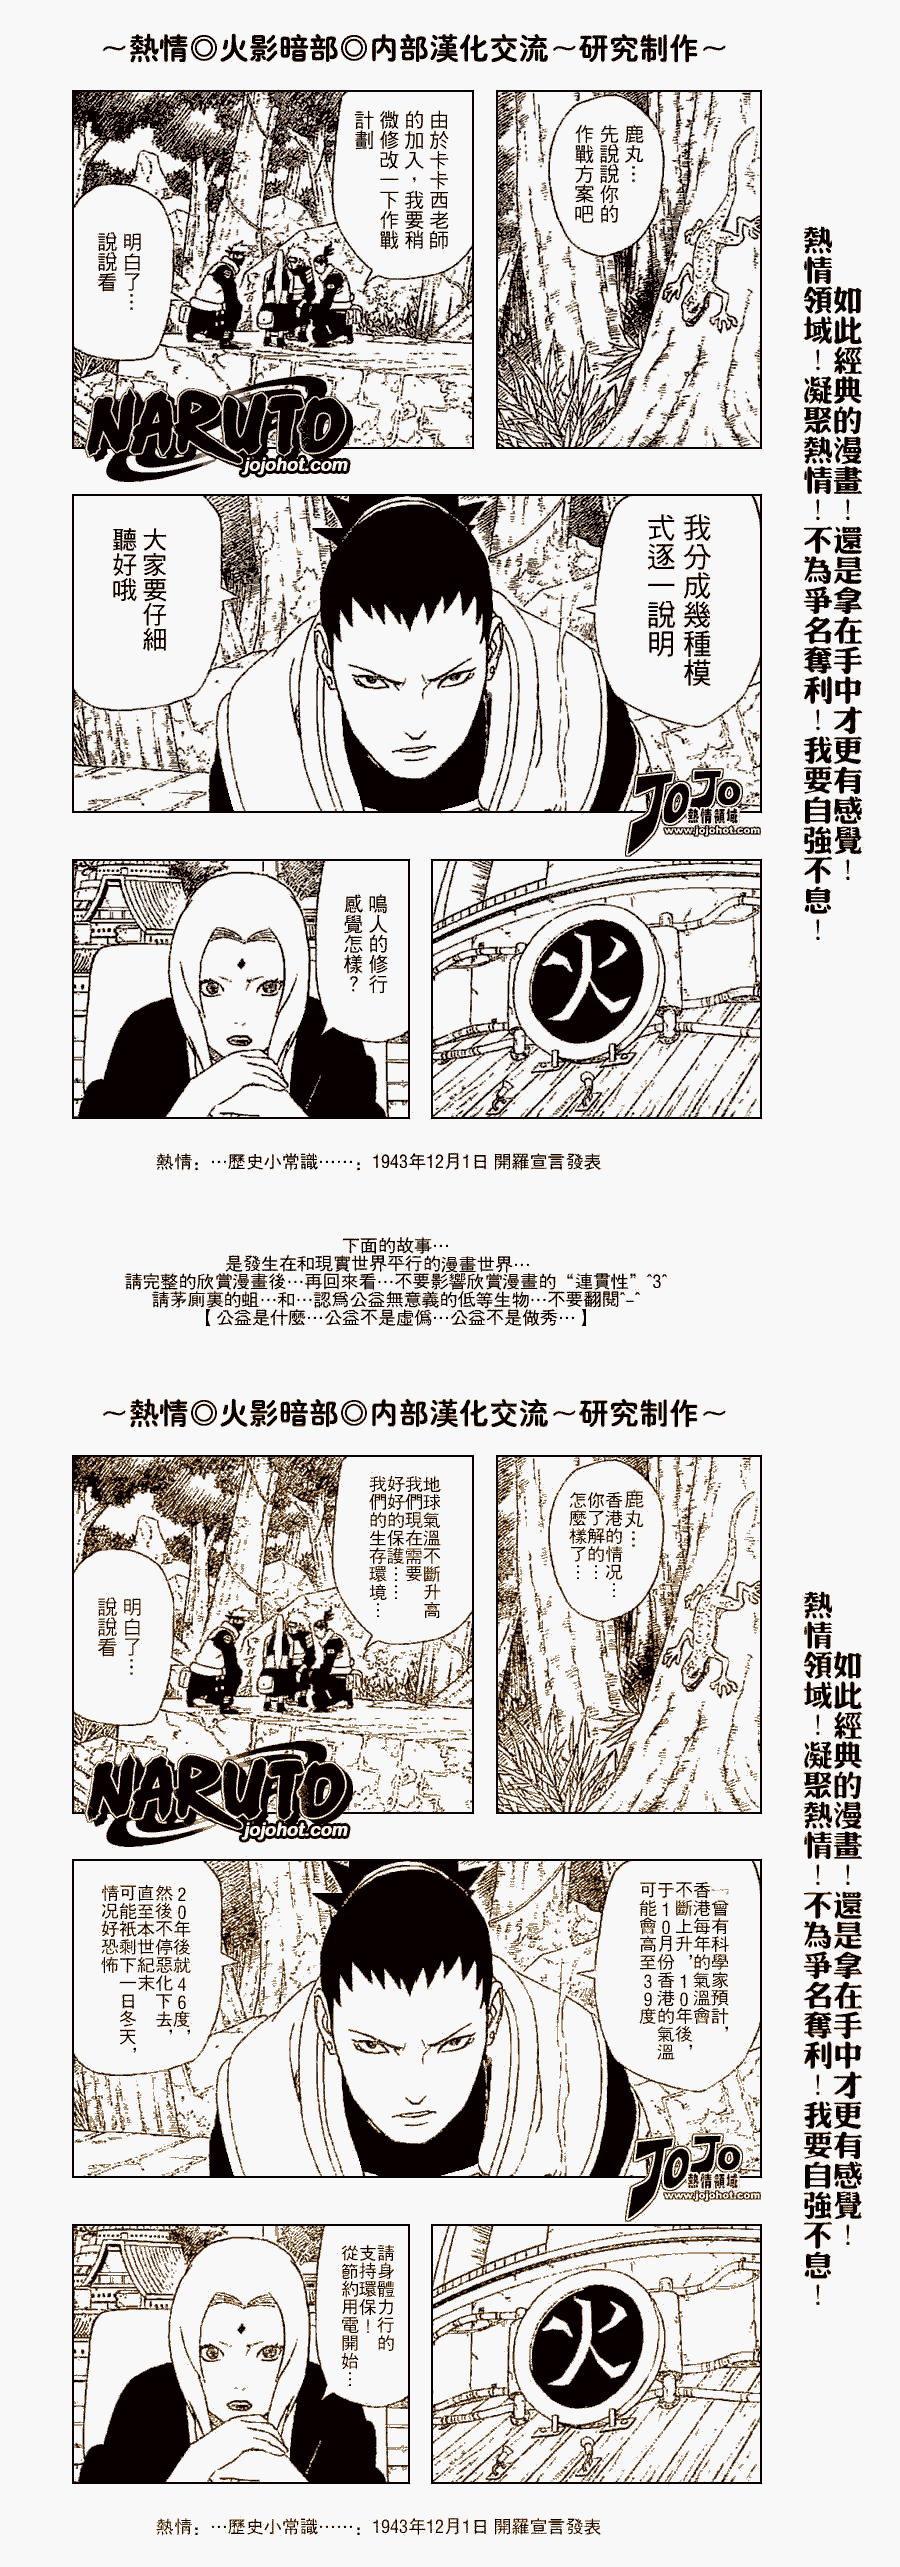 ～熱情◎火影暗部◎内部漢化交流～研究制作～
如此經典的漫畫！還是拿在手中才更有感覺！
熱情領域！凝聚熱情！不為爭名奪利！我要自強不息！
鹿丸…
先說說你的
作戰方案吧
由於卡卡西老師
的加入，我要稍
微修改一下作戰
計劃
明白了…
說說看
NARUTO
jojohot.com
我分成幾種模
式逐一說明
大家要仔細
聽好哦
JOJO
熱情領域
www.jojohot.com
火
鳴人的修行
感覺怎樣？
熱情：…歷史小常識……：1943年12月1日 開羅宣言發表
下面的故事…
是發生在和現實世界平行的漫畫世界…
請完整的欣賞漫畫後…再回來看…不要影響欣賞漫畫的“連貫性”^3^
請茅廁裏的蛆…和…認爲公益無意義的低等生物…不要翻閱^-^
【 公益是什麼…公益不是虛僞…公益不是做秀… 】
～熱情◎火影暗部◎内部漢化交流～研究制作～
如此經典的漫畫！還是拿在手中才更有感覺！
熱情領域！凝聚熱情！不為爭名奪利！我要自強不息！
鹿丸…
香港的情况…
你了解的…
怎麼樣了…
地球氣溫不斷升高
我們現在需要
好好的保護……
我們的生存環境…
明白了…
說說看
NARUTO
jojohot.com
曾有科學家預計，
香港每年的氣溫會
不斷上升，10年後，
于10月份香港的氣溫
可能會高至39度
20年後就46度，
然後不停惡化下去，
直至本世紀末
可能祇剩下一日冬天，
情况好恐怖
JOJO
熱情領域
www.jojohot.com
火
請身體力行的
支持環保！
從節約用電開始…
熱情：…歷史小常識……：1943年12月1日 開羅宣言發表